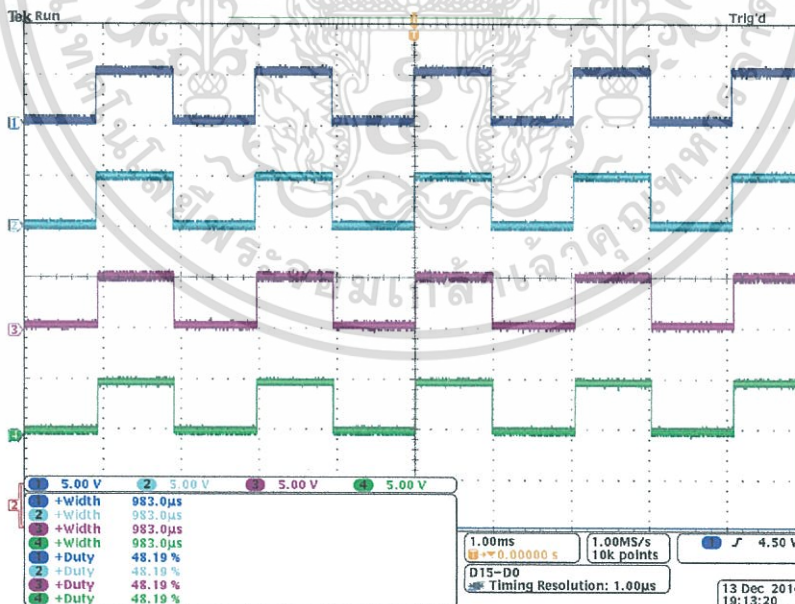 Tek Run
Trig'd
1
2
3
4
2
1 5.00 V 2 5.00 V 3 5.00 V 4 5.00 V
1 +Width 983.0µs
2 +Width 983.0µs
3 +Width 983.0µs
4 +Width 983.0µs
1 +Duty 48.19 %
2 +Duty 48.19 %
3 +Duty 48.19 %
4 +Duty 48.19 %
1.00ms
0.00000 s
1.00MS/s
10k points
1 4.50 V
D15-D0
Timing Resolution: 1.00µs
13 Dec 201
19:13:20